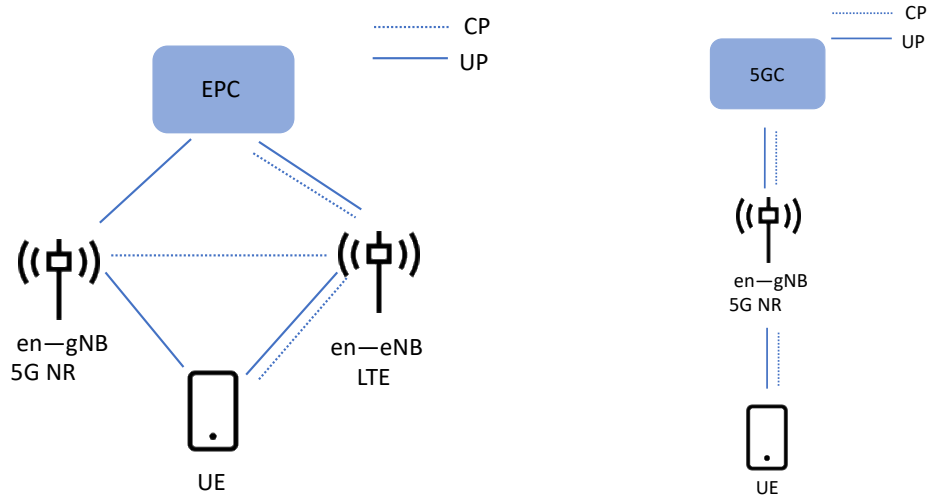 CP
UP
EPC
en—gNB
5G NR
en—eNB
LTE
UE
CP
UP
5GC
en—gNB
5G NR
UE